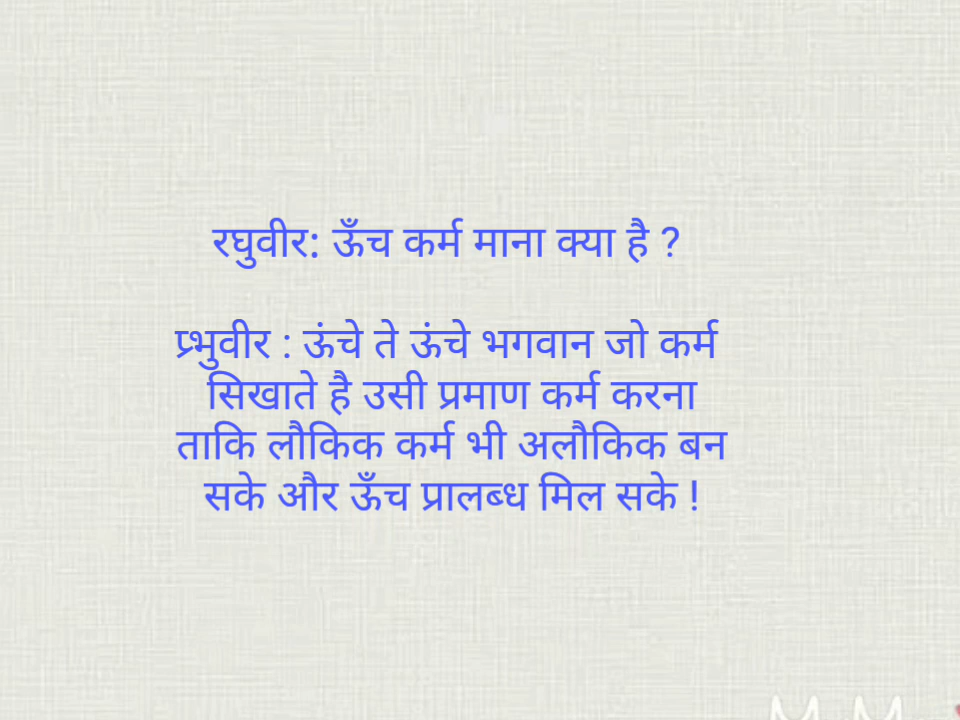 रघुवीर: ऊँच कर्म माना क्या है ?
प्रभुवीर : ऊंचे ते ऊंचे भगवान जो कर्म
सिखाते है उसी प्रमाण कर्म करना
ताकि लौकिक कर्म भी अलौकिक बन
सके और ऊँच प्रालब्ध मिल सके !